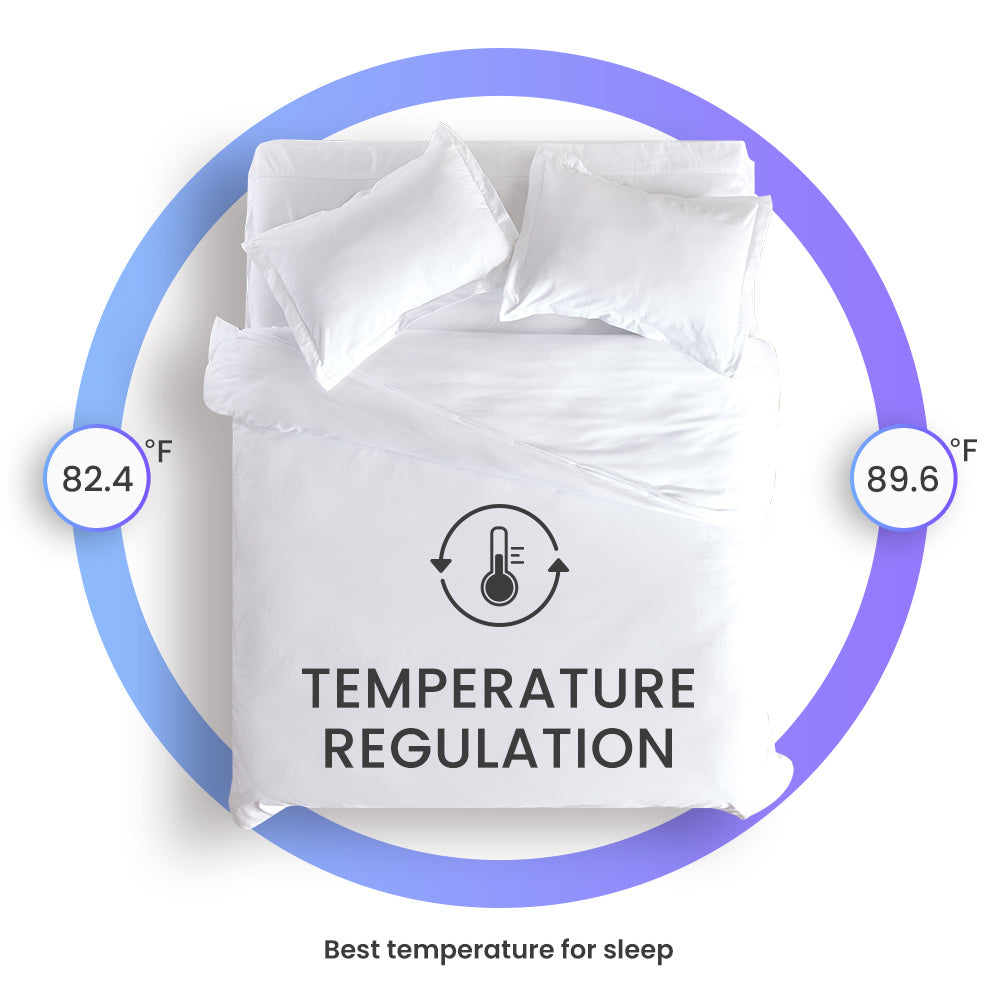 82.4 °F
89.6 °F
TEMPERATURE
REGULATION
Best temperature for sleep